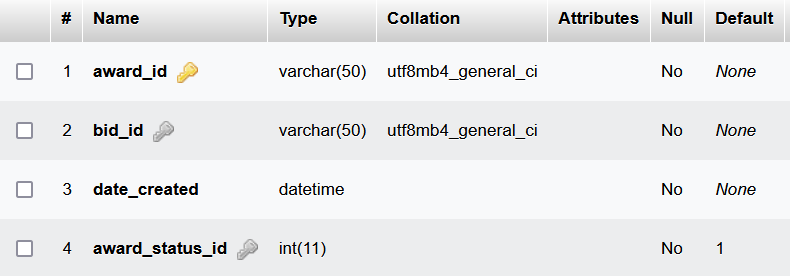 # Name Type Collation Attributes Null Default
1 award_id varchar(50) utf8mb4_general_ci No None
2 bid_id varchar(50) utf8mb4_general_ci No None
3 date_created datetime No None
4 award_status_id int(11) No 1